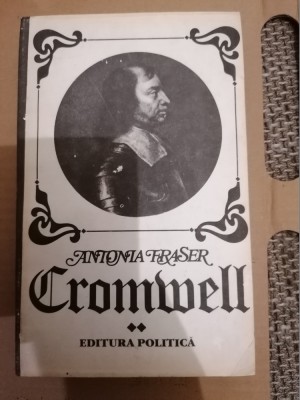 ANTONIA FRASER
Cromwell
EDITURA POLITICĂ